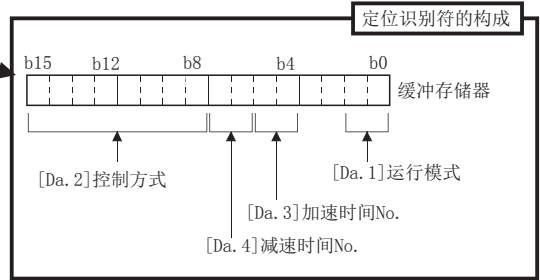 定位识别符的构成
b15 b12 b8 b4 b0
缓冲存储器
[Da.2]控制方式
[Da.1]运行模式
[Da.3]加速时间No.
[Da.4]减速时间No.